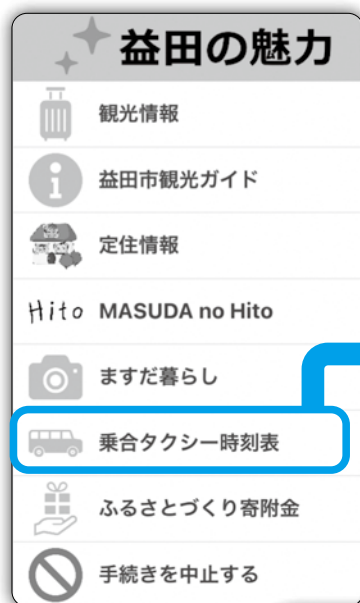 益田の魅力
観光情報
益田市観光ガイド
定住情報
Hito MASUDA no Hito
ますだ暮らし
乗合タクシー時刻表
ふるさとづくり寄附金
手続きを中止する